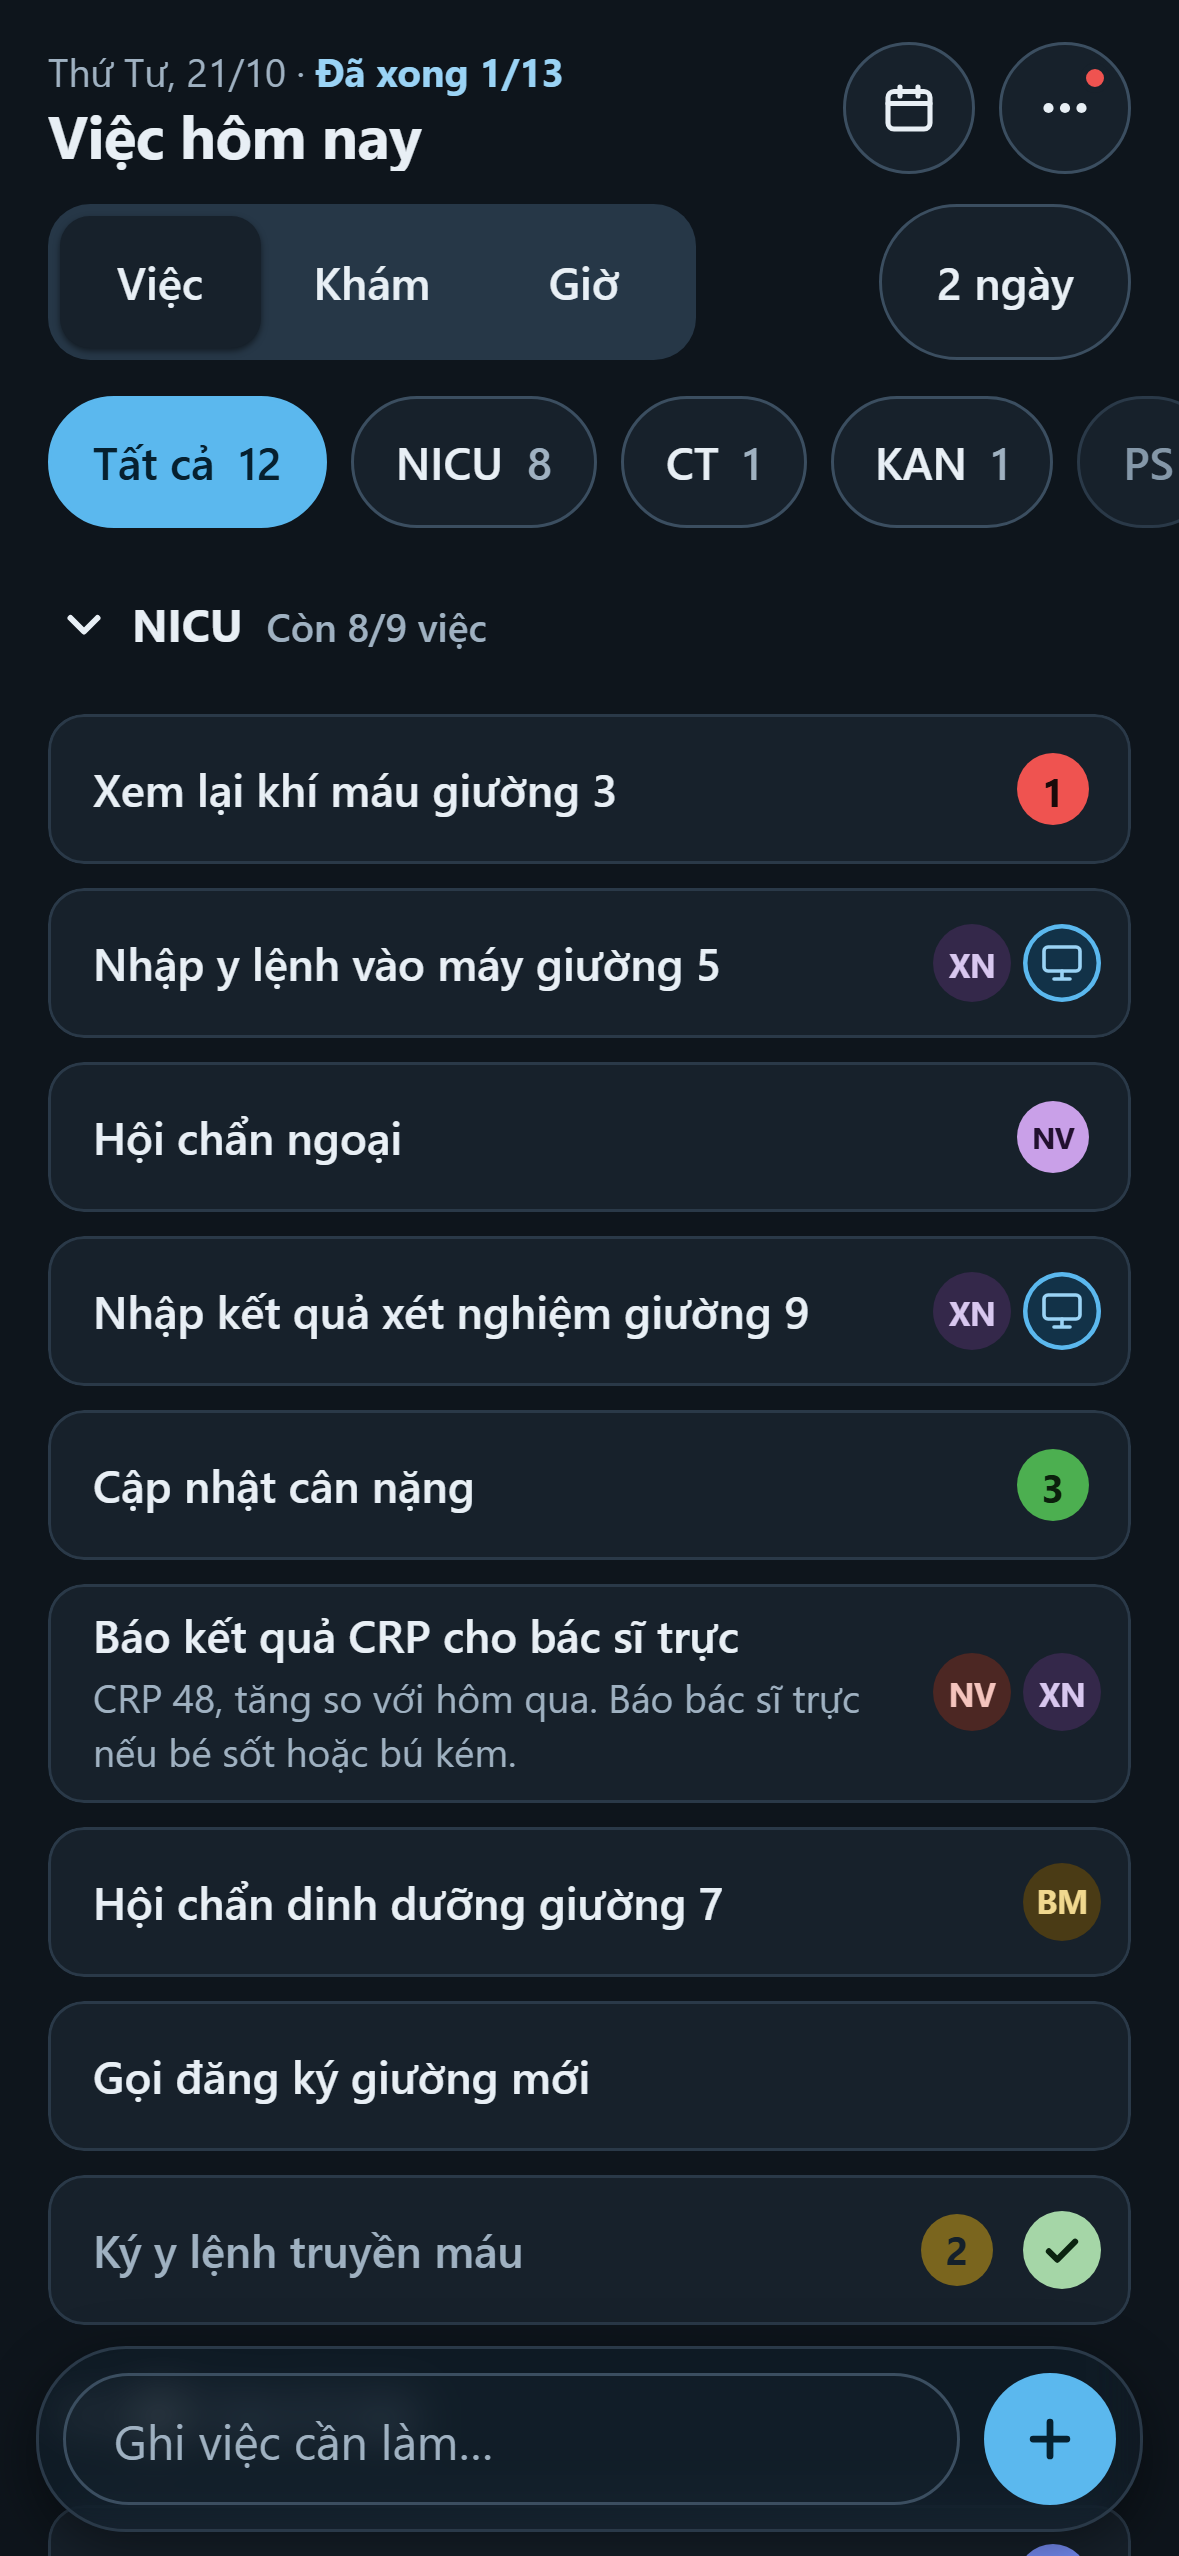 Thứ Tư, 21/10 · Đã xong 1/13
Việc hôm nay
Việc Khám Giờ 2 ngày
Tất cả 12 NICU 8 CT 1 KAN 1 PS
NICU Còn 8/9 việc
Xem lại khí máu giường 3 1
Nhập y lệnh vào máy giường 5 XN
Hội chẩn ngoại NV
Nhập kết quả xét nghiệm giường 9 XN
Cập nhật cân nặng 3
Báo kết quả CRP cho bác sĩ trực
CRP 48, tăng so với hôm qua. Báo bác sĩ trực
nếu bé sốt hoặc bú kém.
NV XN
Hội chẩn dinh dưỡng giường 7 BM
Gọi đăng ký giường mới
Ký y lệnh truyền máu 2
Ghi việc cần làm...